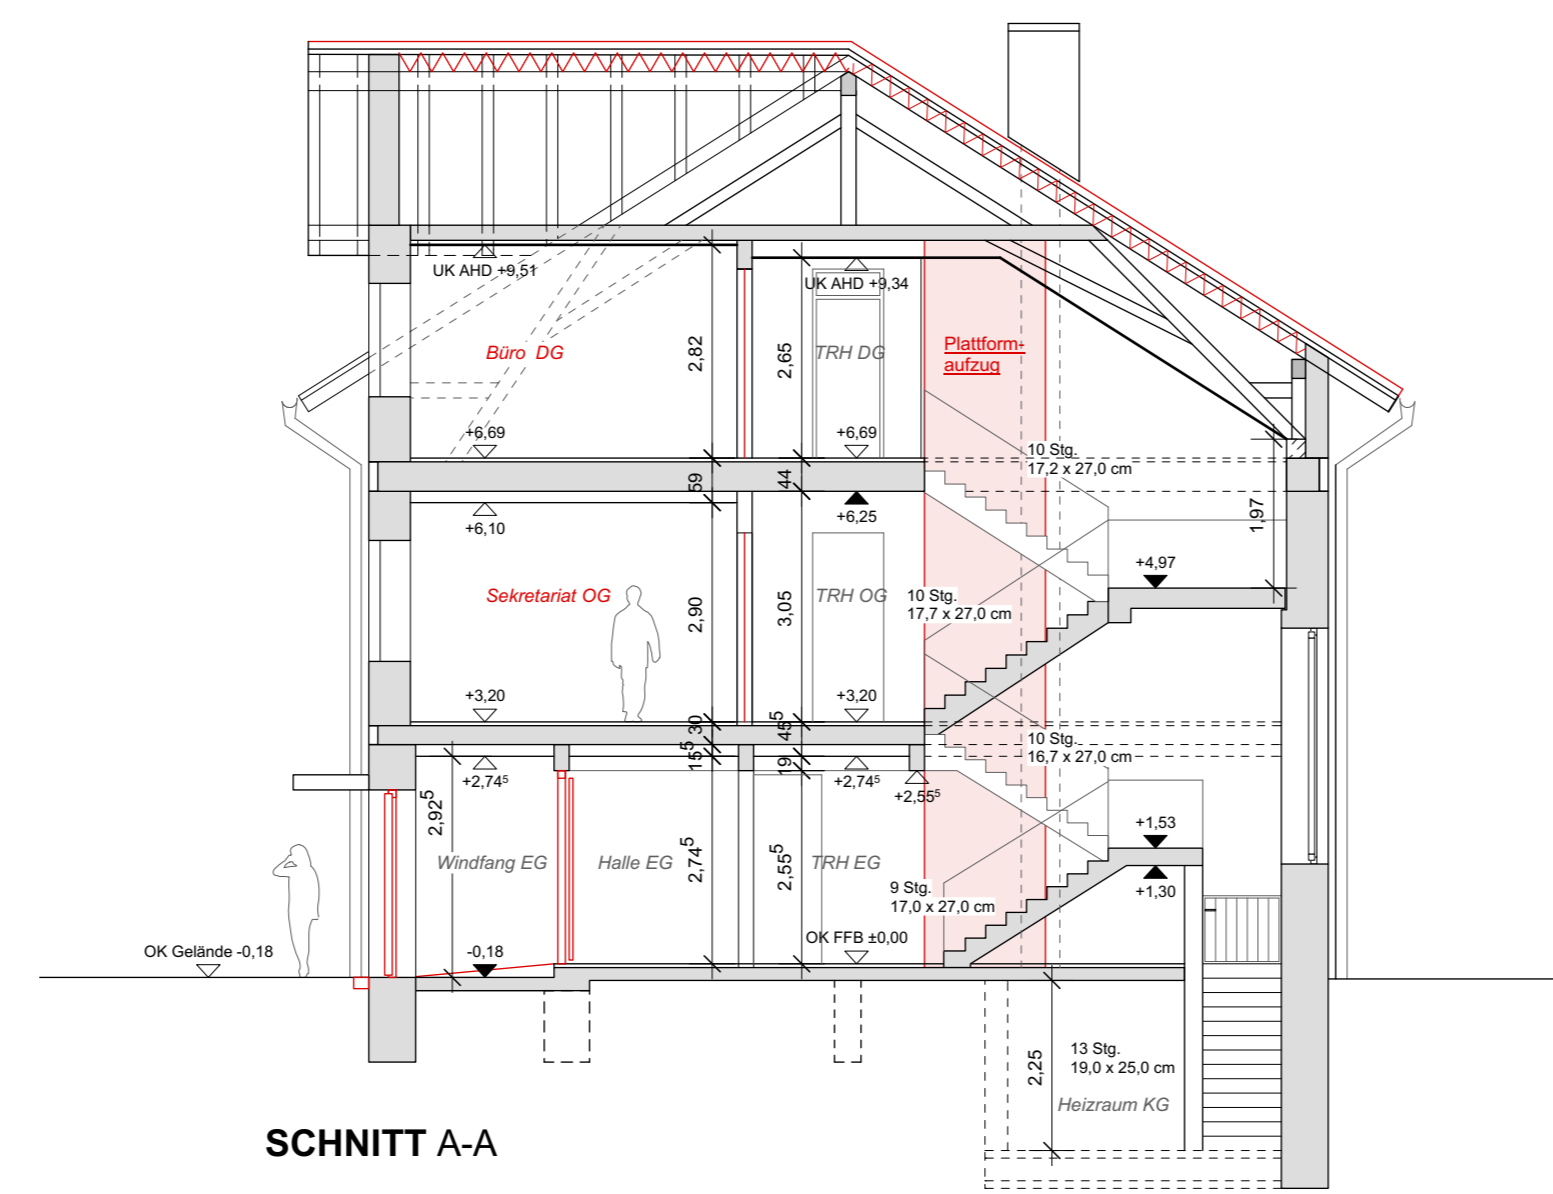 UK AHD +9,51
UK AHD +9,34
Büro DG
2,82
2,65
TRH DG
Plattform-
aufzug
+6,69
+6,69
10 Stg.
17,2 x 27,0 cm
59
44
+6,10
+6,25
1,97
+4,97
Sekretariat OG
2,90
3,05
TRH OG
10 Stg.
17,7 x 27,0 cm
+3,20
+3,20
30
45⁵
10 Stg.
16,7 x 27,0 cm
15⁵
19
+2,74⁵
+2,74⁵
+2,55⁵
2,92⁵
+1,53
Windfang EG
Halle EG
2,74⁵
2,55⁵
TRH EG
+1,30
9 Stg.
17,0 x 27,0 cm
OK Gelände -0,18
-0,18
OK FFB ±0,00
2,25
13 Stg.
19,0 x 25,0 cm
Heizraum KG
SCHNITT A-A